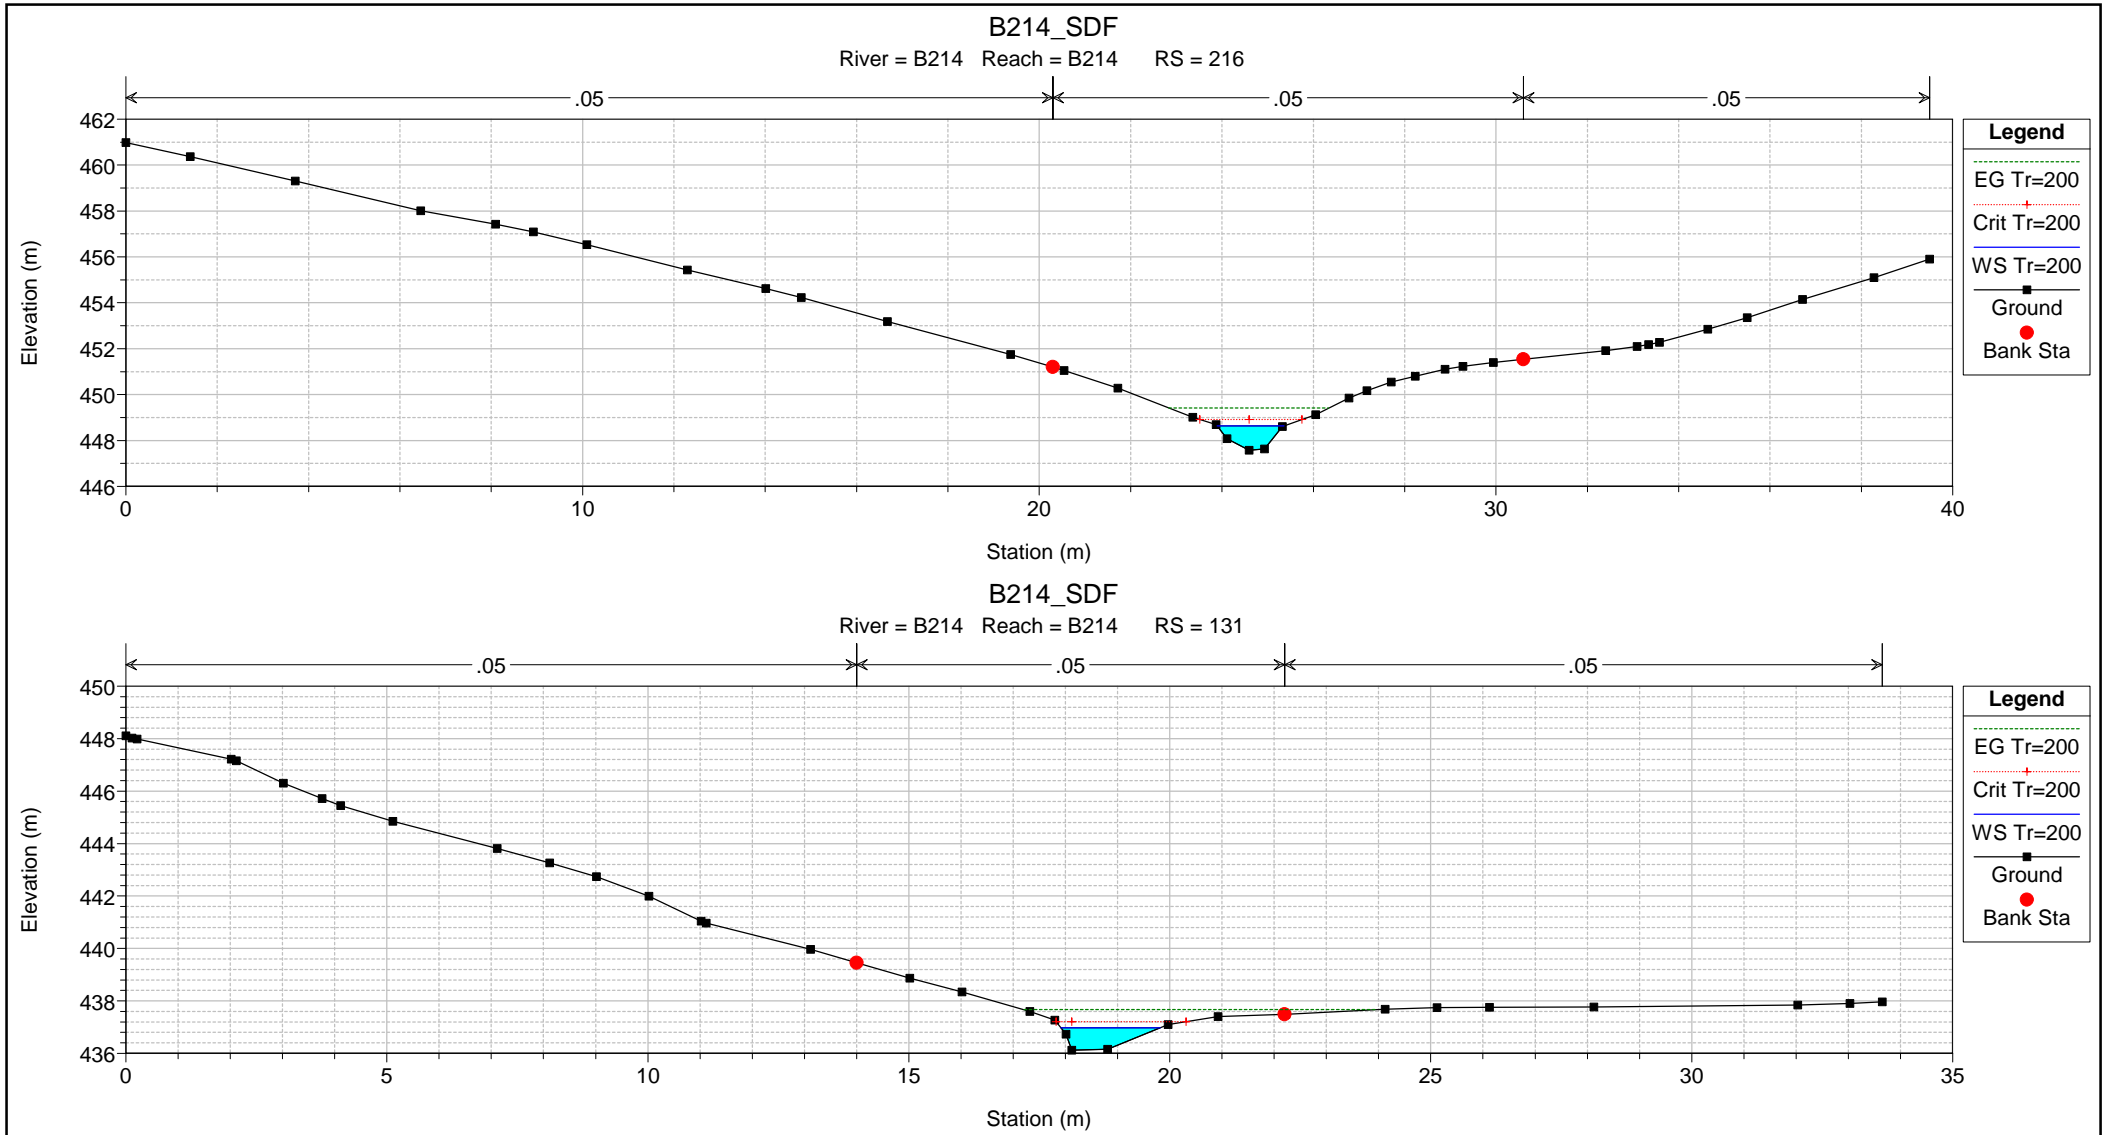 B214_SDF
River = B214 Reach = B214 RS = 216
.05 .05 .05
462
460
458
456
454
452
450
448
446
Elevation (m)
0 10 20 30 40
Station (m)
Legend
EG Tr=200
Crit Tr=200
WS Tr=200
Ground
Bank Sta
B214_SDF
River = B214 Reach = B214 RS = 131
.05 .05 .05
450
448
446
444
442
440
438
436
Elevation (m)
0 5 10 15 20 25 30 35
Station (m)
Legend
EG Tr=200
Crit Tr=200
WS Tr=200
Ground
Bank Sta